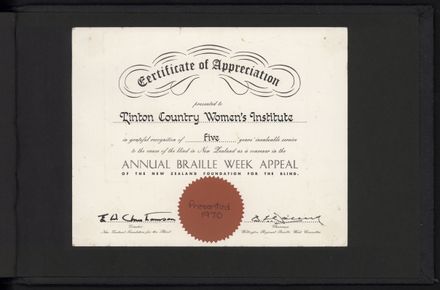 Certificate of Appreciation
presented to
Linton Country Women's Institute
in grateful recognition of five years' invaluable service
to the cause of the blind in New Zealand as a convener in the
ANNUAL BRAILLE WEEK APPEAL
OF THE NEW ZEALAND FOUNDATION FOR THE BLIND.
Presented
1970
Director
New Zealand Foundation for the Blind
Chairman
Wellington Regional Braille Week Committee